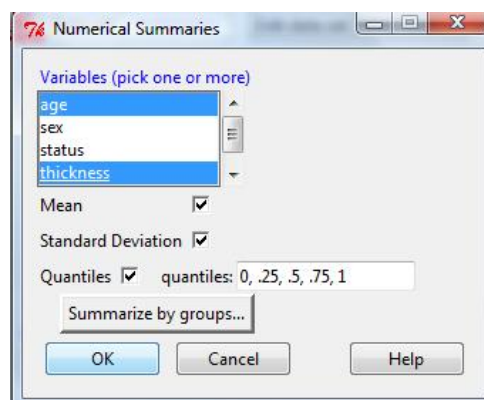 Numerical Summaries
Variables (pick one or more)
age
sex
status
thickness
Mean
Standard Deviation
Quantiles quantiles: 0, .25, .5, .75, 1
Summarize by groups...
OK Cancel Help